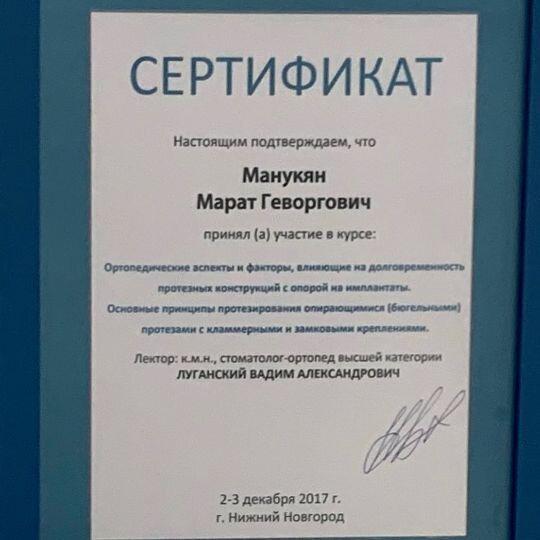 СЕРТИФИКАТ
Настоящим подтверждаем, что
Манукян
Марат Геворгович
принял (а) участие в курсе:
Ортопедические аспекты и факторы, влияющие на долговременность
протезных конструкций с опорой на имплантаты.
Основные принципы протезирования опирающимися (бюгельными)
протезами с кламмерными и замковыми креплениями.
Лектор: к.м.н., стоматолог-ортопед высшей категории
ЛУГАНСКИЙ ВАДИМ АЛЕКСАНДРОВИЧ
2-3 декабря 2017 г.
г. Нижний Новгород